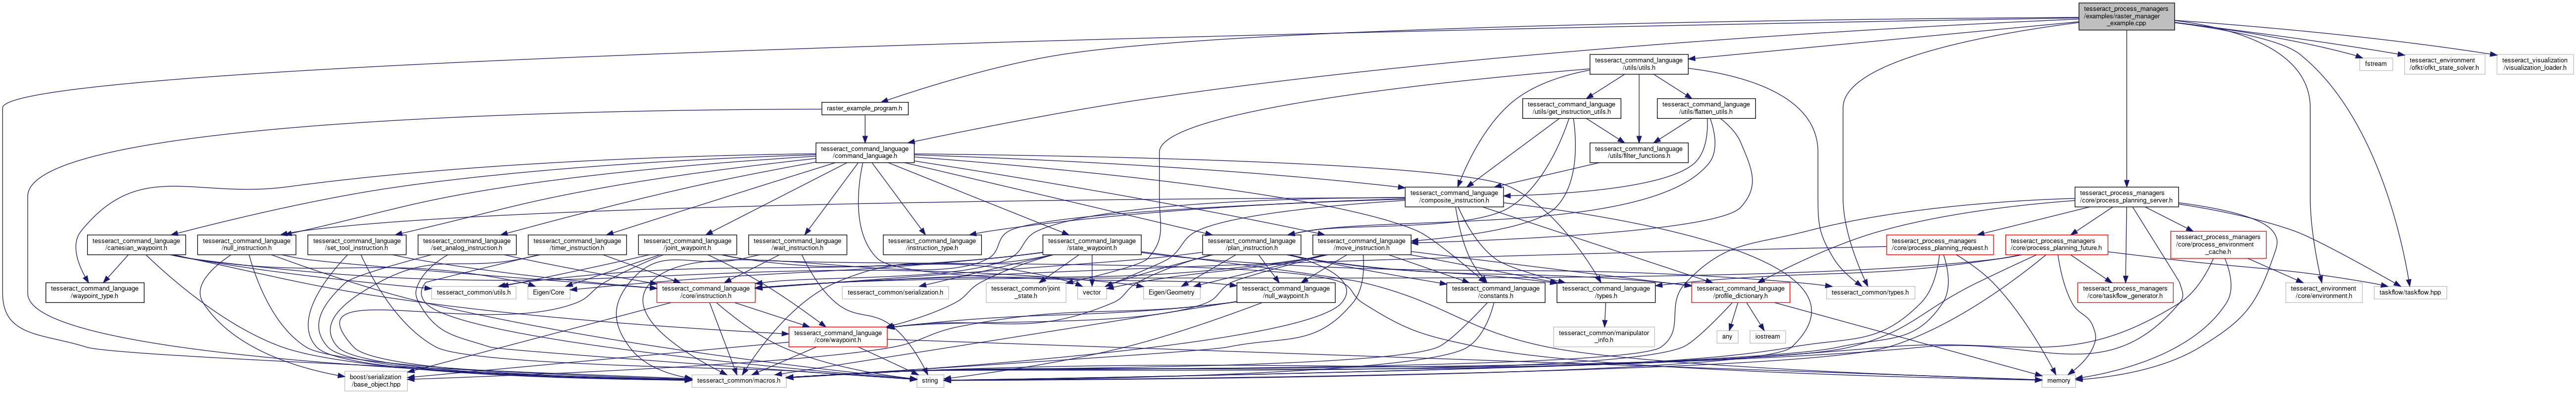 tesseract_process_managers
/examples/raster_manager
_example.cpp
tesseract_command_language
/utils/utils.h
fstream
tesseract_environment
/ofkt/ofkt_state_solver.h
tesseract_visualization
/visualization_loader.h
raster_example_program.h
tesseract_command_language
/utils/get_instruction_utils.h
tesseract_command_language
/utils/flatten_utils.h
tesseract_command_language
/command_language.h
tesseract_command_language
/utils/filter_functions.h
tesseract_command_language
/composite_instruction.h
tesseract_process_managers
/core/process_planning_server.h
tesseract_command_language
/cartesian_waypoint.h
tesseract_command_language
/null_instruction.h
tesseract_command_language
/set_tool_instruction.h
tesseract_command_language
/set_analog_instruction.h
tesseract_command_language
/timer_instruction.h
tesseract_command_language
/joint_waypoint.h
tesseract_command_language
/wait_instruction.h
tesseract_command_language
/instruction_type.h
tesseract_command_language
/state_waypoint.h
tesseract_command_language
/plan_instruction.h
tesseract_command_language
/move_instruction.h
tesseract_process_managers
/core/process_planning_request.h
tesseract_process_managers
/core/process_planning_future.h
tesseract_process_managers
/core/process_environment
_cache.h
tesseract_command_language
/waypoint_type.h
tesseract_common/utils.h
Eigen/Core
tesseract_command_language
/core/instruction.h
tesseract_common/serialization.h
tesseract_common/joint
_state.h
vector
Eigen/Geometry
tesseract_command_language
/null_waypoint.h
tesseract_command_language
/constants.h
tesseract_command_language
/types.h
tesseract_command_language
/profile_dictionary.h
tesseract_common/types.h
tesseract_process_managers
/core/taskflow_generator.h
tesseract_environment
/core/environment.h
taskflow/taskflow.hpp
tesseract_command_language
/core/waypoint.h
tesseract_common/manipulator
_info.h
any
iostream
boost/serialization
/base_object.hpp
tesseract_common/macros.h
string
memory